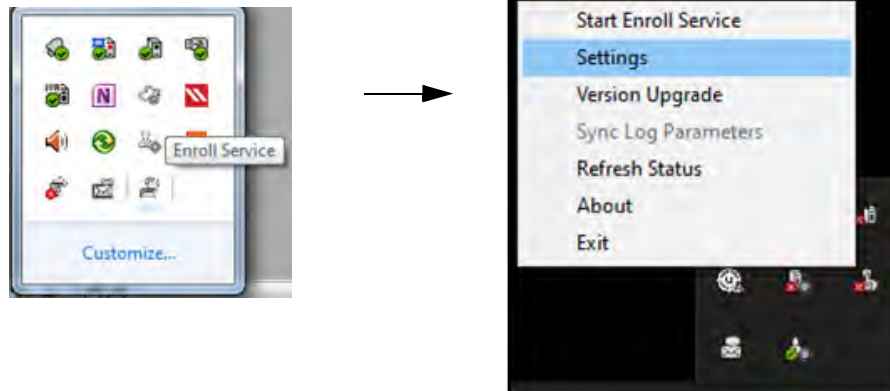 Enroll Service
Customize...
Start Enroll Service
Settings
Version Upgrade
Sync Log Parameters
Refresh Status
About
Exit